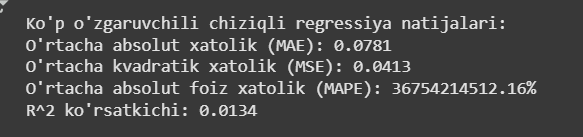 Ko'p o'zgaruvchili chiziqli regressiya natijalari:
O'rtacha absolut xatolik (MAE): 0.0781
O'rtacha kvadratik xatolik (MSE): 0.0413
O'rtacha absolut foiz xatolik (MAPE): 36754214512.16%
R^2 ko'rsatkichi: 0.0134